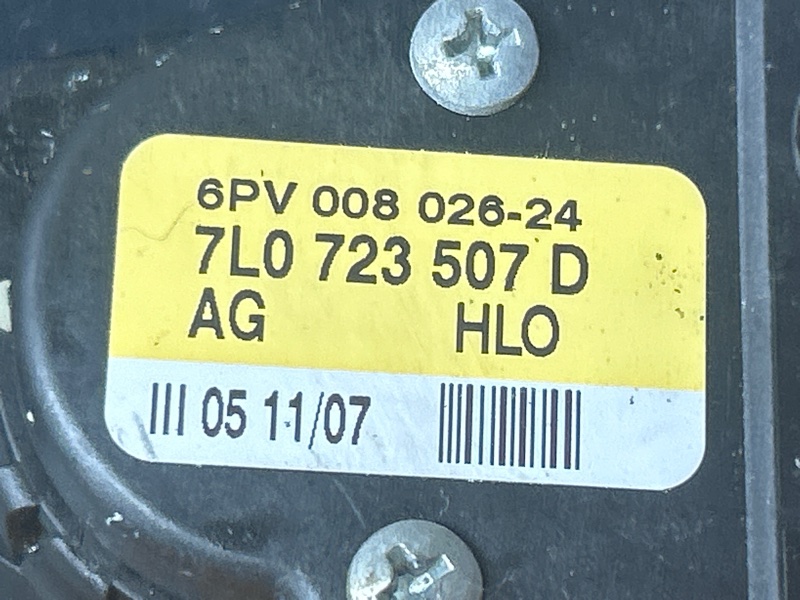 6PV 008 026-24
7L0 723 507 D
AG HLO
III 05 11/07